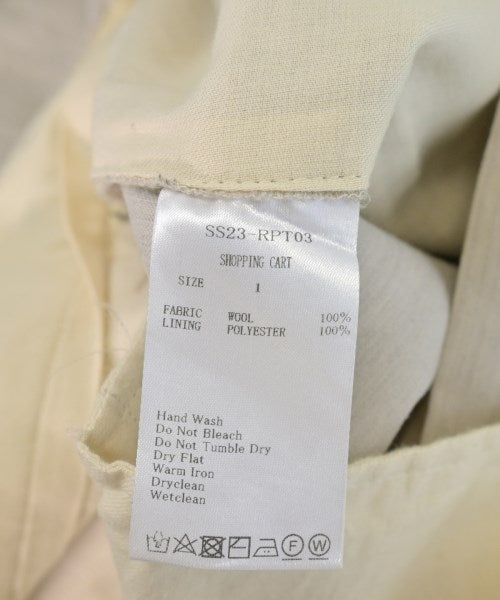 SS23-RPT03
SHOPPING CART
SIZE 1
FABRIC WOOL 100%
LINING POLYESTER 100%
Hand Wash
Do Not Bleach
Do Not Tumble Dry
Dry Flat
Warm Iron
Dryclean
Wetclean
F W